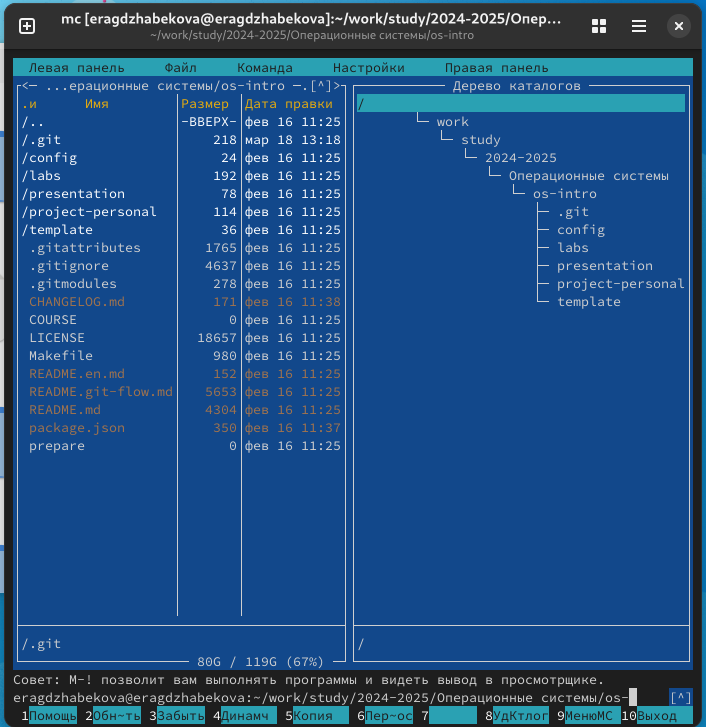 mc [eragdzhabekova@eragdzhabekova]:~/work/study/2024-2025/Опер…
~/work/study/2024-2025/Операционные системы/os-intro
Левая панель Файл Команда Настройки Правая панель
<— ...ерационные системы/os-intro —.[^]> Дерево каталогов
.и Имя Размер Дата правки /
/.. -ВВЕРХ- фев 16 11:25 work
/.git 218 мар 18 13:18 study
/config 24 фев 16 11:25 2024-2025
/labs 192 фев 16 11:25 Операционные системы
/presentation 78 фев 16 11:25 os-intro
/project-personal 114 фев 16 11:25 .git
/template 36 фев 16 11:25 config
.gitattributes 1765 фев 16 11:25 labs
.gitignore 4637 фев 16 11:25 presentation
.gitmodules 278 фев 16 11:25 project-personal
CHANGELOG.md 171 фев 16 11:38 template
COURSE 0 фев 16 11:25
LICENSE 18657 фев 16 11:25
Makefile 980 фев 16 11:25
README.en.md 152 фев 16 11:25
README.git-flow.md 5653 фев 16 11:25
README.md 4304 фев 16 11:25
package.json 350 фев 16 11:37
prepare 0 фев 16 11:25
/.git /
80G / 119G (67%)
Совет: M-! позволит вам выполнять программы и видеть вывод в просмотрщике.
eragdzhabekova@eragdzhabekova:~/work/study/2024-2025/Операционные системы/os- [^]
1Помощь 2Обн~ть 3Забыть 4Динамч 5Копия 6Пер~ос 7 8УдКтлог 9МенюMC 10Выход